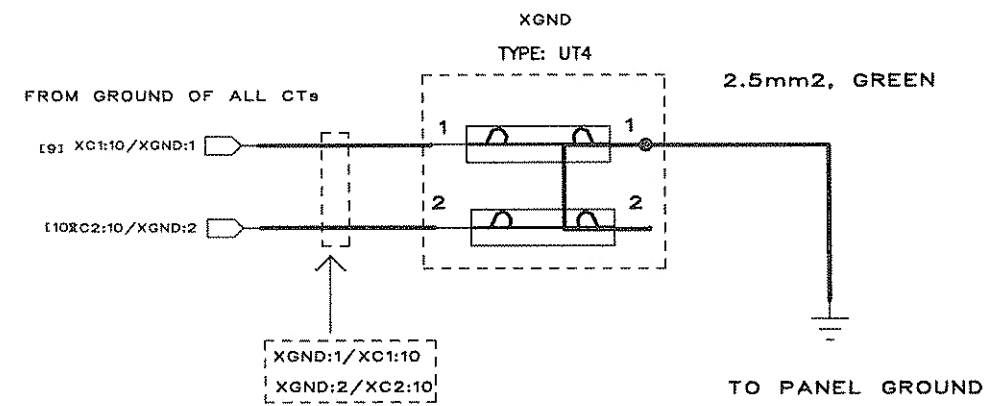 XGND
TYPE: UT4
2.5mm2, GREEN
FROM GROUND OF ALL CTs
[9] XC1:10/XGND:1
1 1
[10]XC2:10/XGND:2
2 2
XGND:1/XC1:10
XGND:2/XC2:10
TO PANEL GROUND